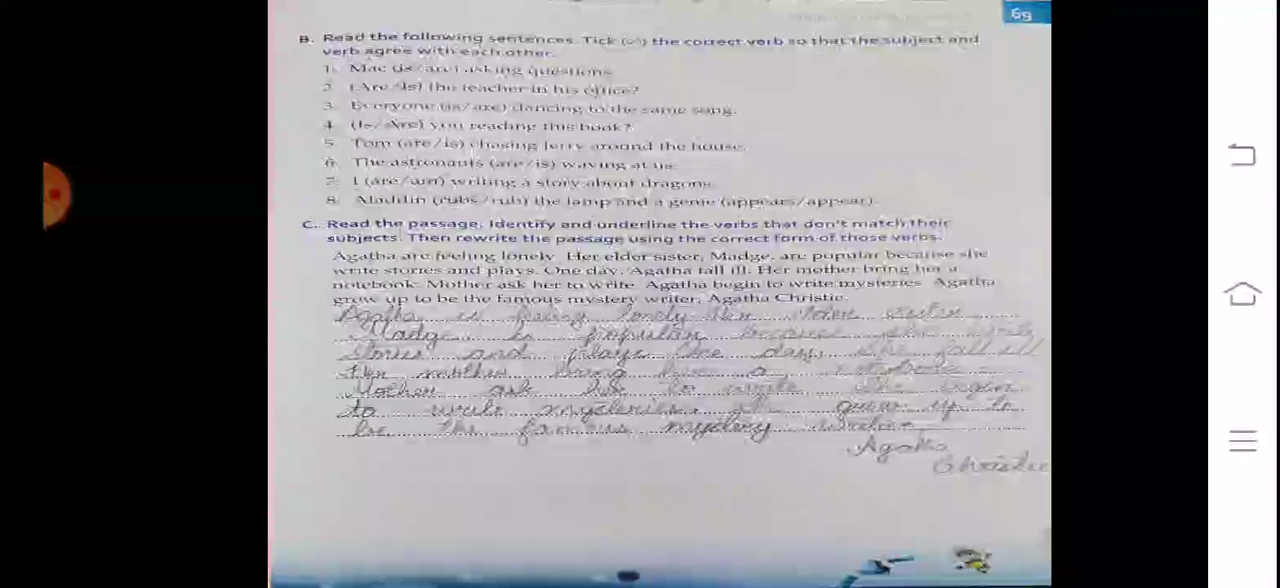 69
B. Read the following sentences. Tick (✓) the correct verb so that the subject and
verb agree with each other.
1. Mac (is/are) asking questions.
2. (Are/Is) the teacher in his office?
3. Everyone (is/are) dancing to the same song.
4. (Is/Are) you reading this book?
5. Tom (are/is) chasing Jerry around the house.
6. The astronauts (are/is) waving at us.
7. I (are/am) writing a story about dragons.
8. Aladdin (rubs/rub) the lamp and a genie (appears/appear).
C. Read the passage. Identify and underline the verbs that don't match their
subjects. Then rewrite the passage using the correct form of those verbs.
Agatha are feeling lonely. Her elder sister, Madge, are popular because she
write stories and plays. One day, Agatha fall ill. Her mother bring her a
notebook. Mother ask her to write. Agatha begin to write mysteries. Agatha
grow up to be the famous mystery writer, Agatha Christie.
Agatha is feeling lonely Her
Madge is popular because she
stories and plays. One day, she fall ill
Her mother bring her a
Mother ask her to write
to write mysteries. up to
be the famous mystery writer
Agatha
Christie